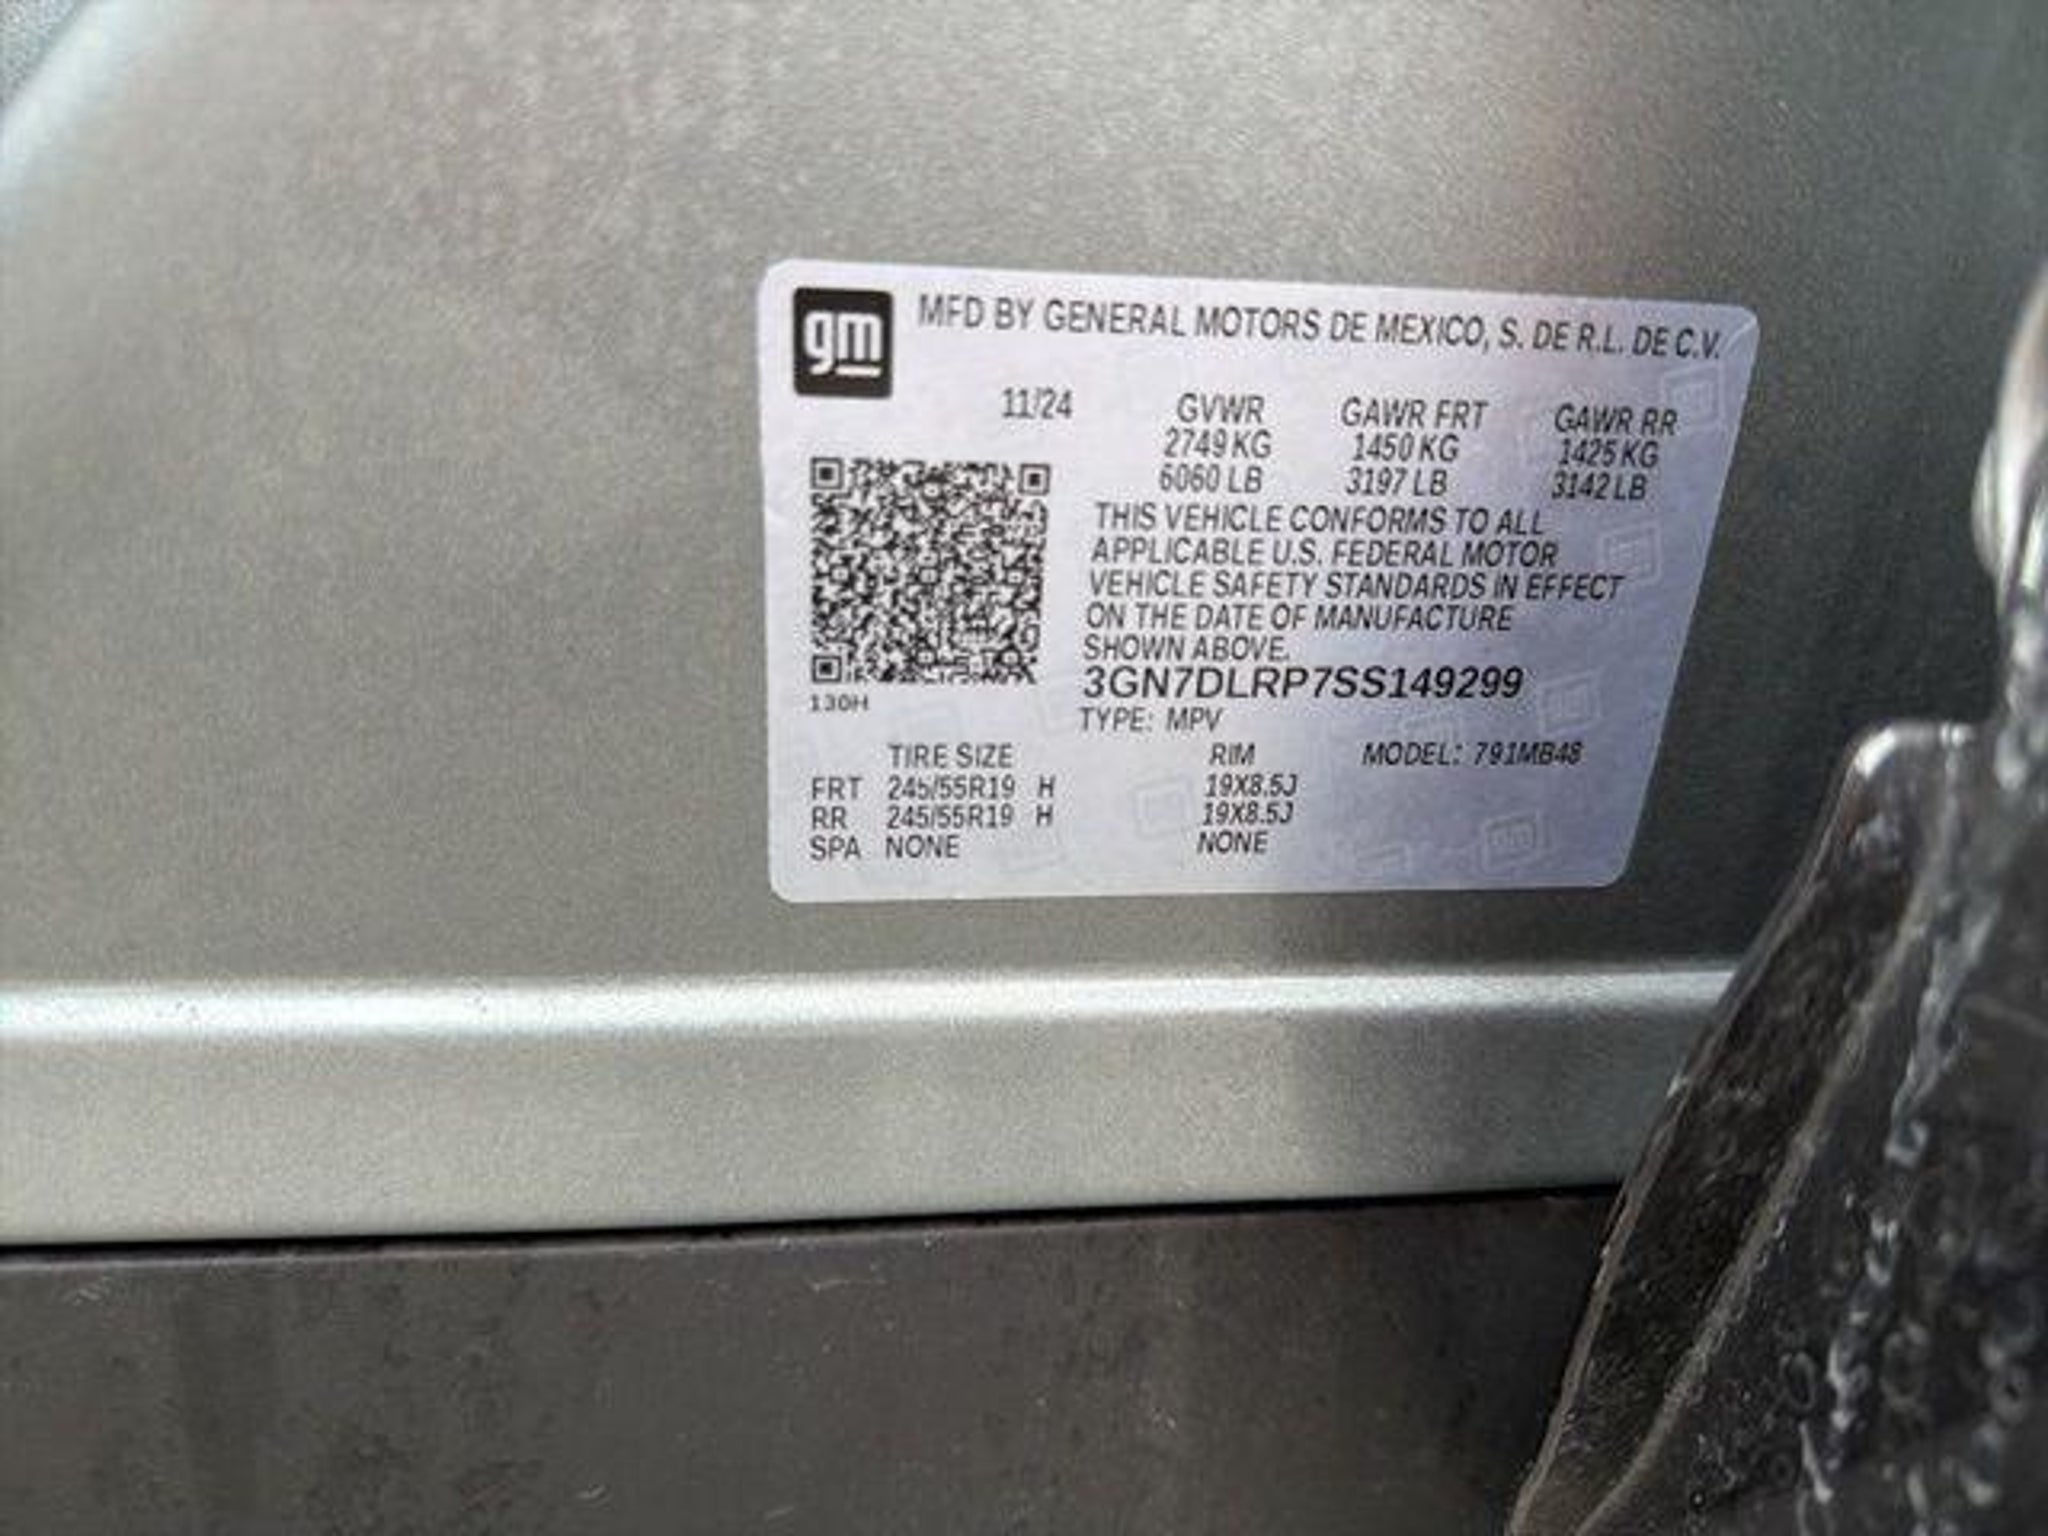 gm
MFD BY GENERAL MOTORS DE MEXICO, S. DE R.L. DE C.V.
11/24 GVWR GAWR FRT GAWR RR
2749 KG 1450 KG 1425 KG
6060 LB 3197 LB 3142 LB
THIS VEHICLE CONFORMS TO ALL
APPLICABLE U.S. FEDERAL MOTOR
VEHICLE SAFETY STANDARDS IN EFFECT
ON THE DATE OF MANUFACTURE
SHOWN ABOVE.
3GN7DLRP7SS149299
130H
TYPE: MPV
TIRE SIZE RIM MODEL: 791MB48
FRT 245/55R19 H 19X8.5J
RR 245/55R19 H 19X8.5J
SPA NONE NONE